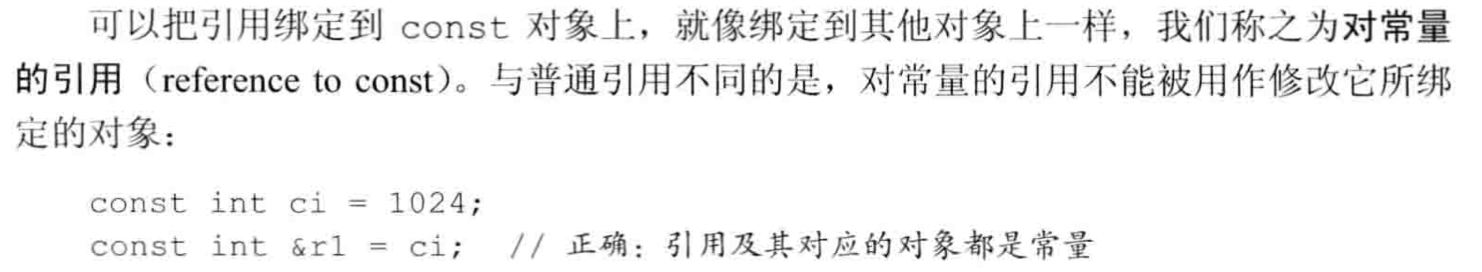 可以把引用绑定到 const 对象上，就像绑定到其他对象上一样，我们称之为对常量
的引用（reference to const）。与普通引用不同的是，对常量的引用不能被用作修改它所绑
定的对象：
const int ci = 1024;
const int &r1 = ci;  // 正确：引用及其对应的对象都是常量